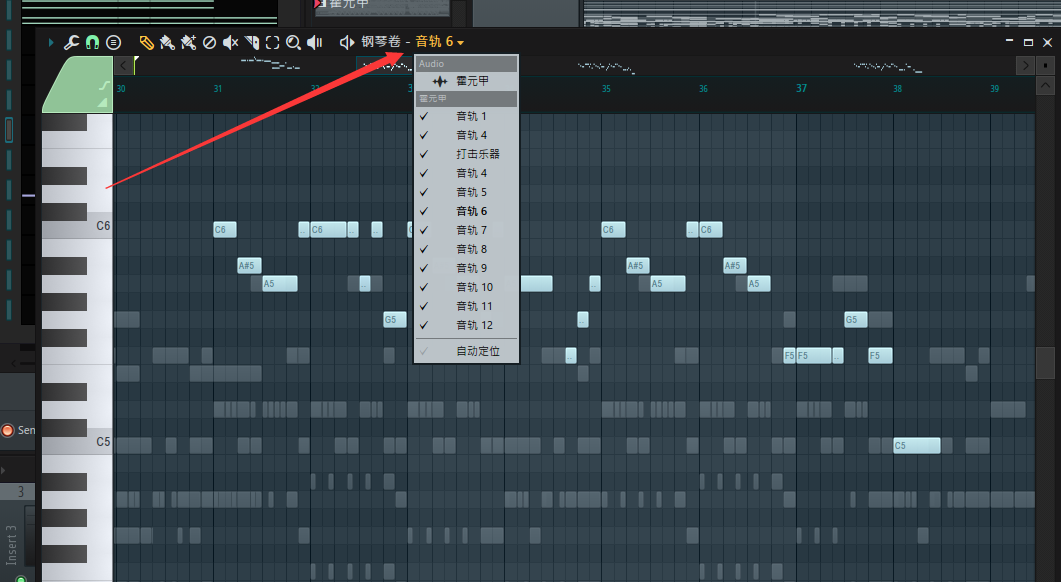 霍元甲
钢琴卷 - 音轨 6
30
31
32
35
36
37
38
39
Audio
霍元甲
霍元甲
音轨 1
音轨 4
打击乐器
音轨 4
音轨 5
音轨 6
音轨 7
音轨 8
音轨 9
音轨 10
音轨 11
音轨 12
自动定位
C6
C6
C6
C6
C6
A#5
A#5
A#5
A5
A5
A5
G5
G5
F5
F5
F5
C5
C5
Sen
3
Insert 3